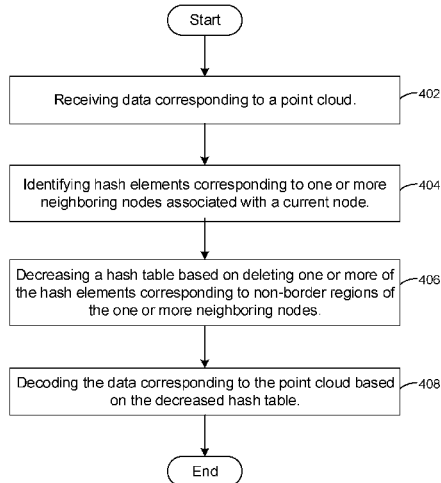 Start
Receiving data corresponding to a point cloud.
402
Identifying hash elements corresponding to one or more
neighboring nodes associated with a current node.
404
Decreasing a hash table based on deleting one or more of
the hash elements corresponding to non-border regions of
the one or more neighboring nodes.
406
Decoding the data corresponding to the point cloud based
on the decreased hash table.
408
End